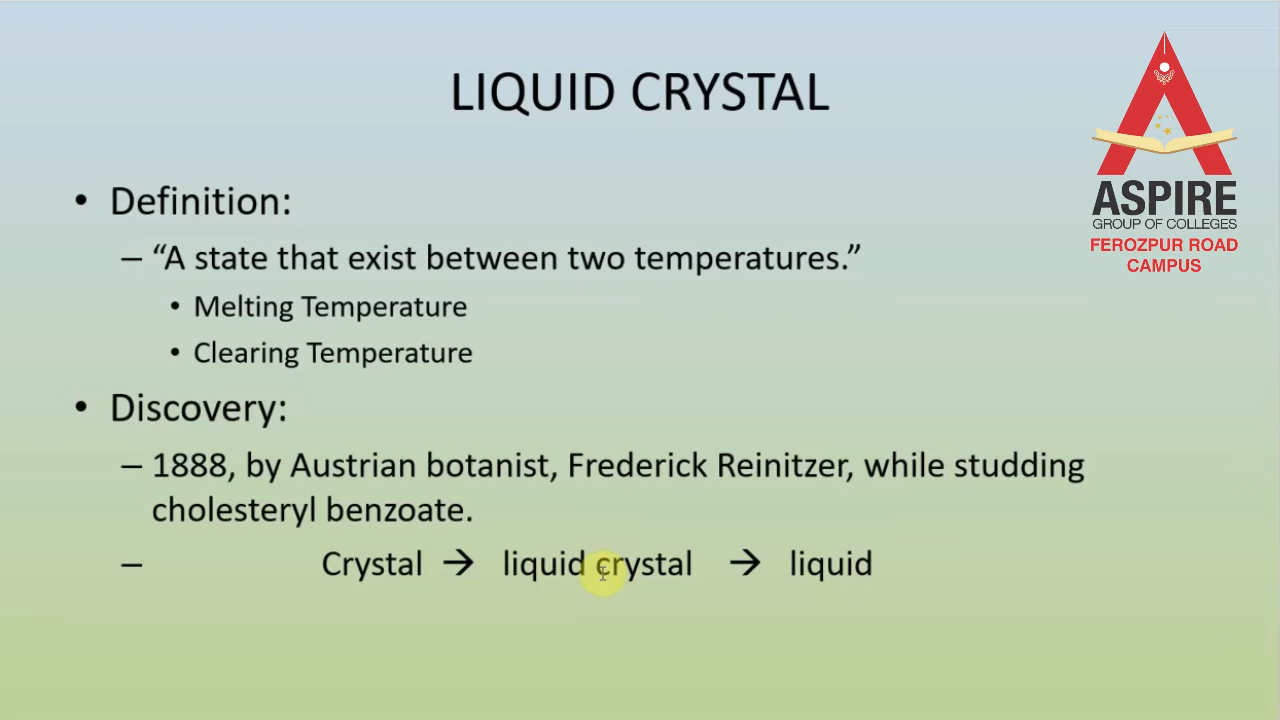 LIQUID CRYSTAL
ASPIRE
GROUP OF COLLEGES
FEROZPUR ROAD
CAMPUS
• Definition:
– “A state that exist between two temperatures.”
• Melting Temperature
• Clearing Temperature
• Discovery:
– 1888, by Austrian botanist, Frederick Reinitzer, while studding
cholesteryl benzoate.
– Crystal → liquid crystal → liquid